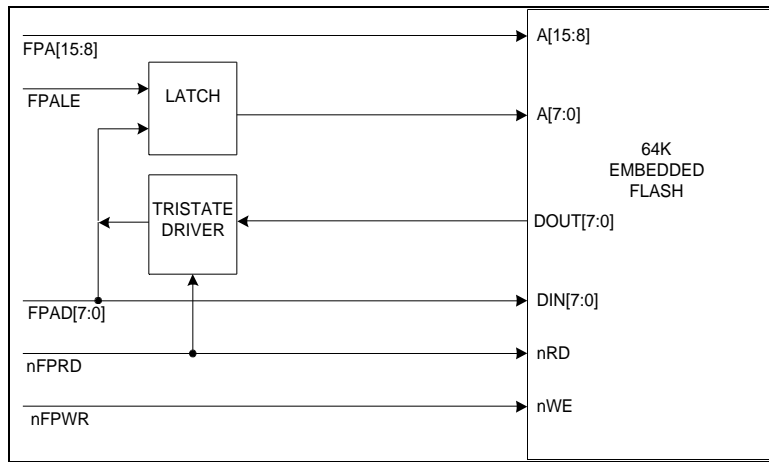 FPA[15:8]
A[15:8]
FPALE
LATCH
A[7:0]
64K
EMBEDDED
FLASH
TRISTATE
DRIVER
DOUT[7:0]
FPAD[7:0]
DIN[7:0]
nFPRD
nRD
nFPWR
nWE